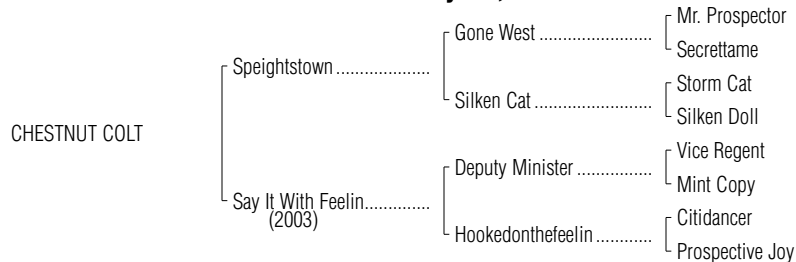 Mr. Prospector
Gone West ........................
Secrettame
Speightstown ....................
Storm Cat
Silken Cat .........................
Silken Doll
CHESTNUT COLT
Vice Regent
Deputy Minister ................
Mint Copy
Say It With Feelin..............
(2003)
Citidancer
Hookedonthefeelin ............
Prospective Joy